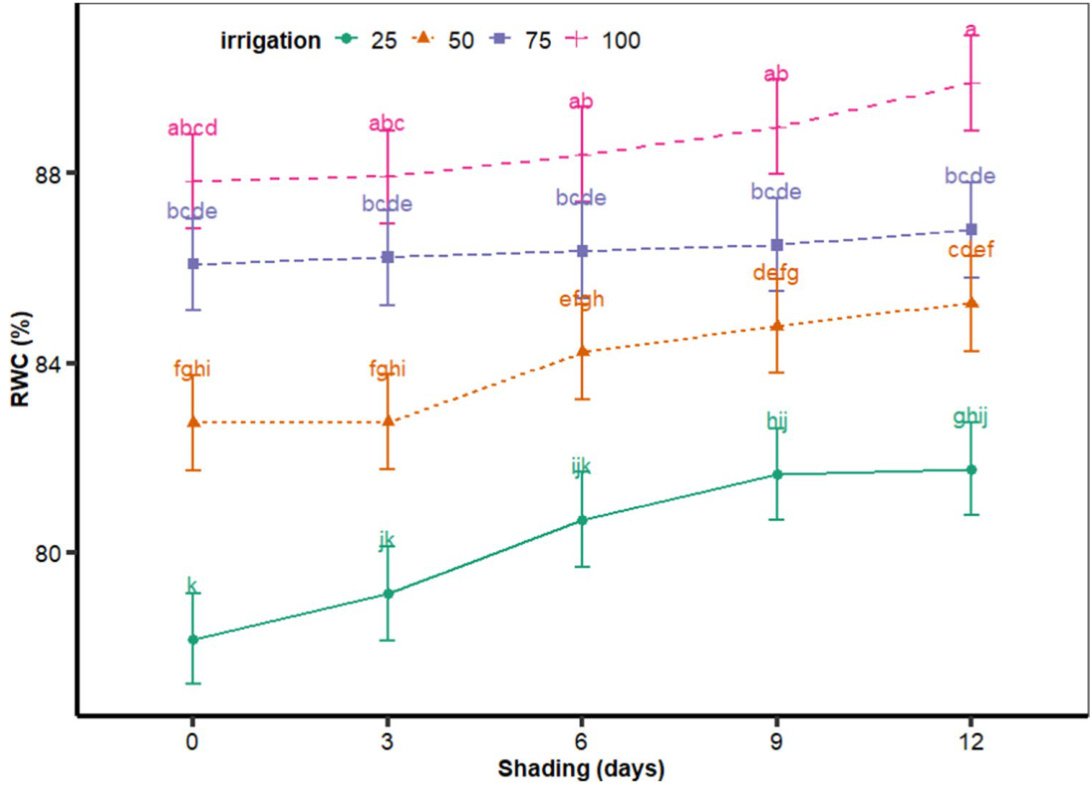 irrigation 25 50 75 100
a
ab
ab
abc
abcd
88
bcde
bcde
bcde
bcde
bcde
cdef
defg
efgh
RWC (%)
84
fghi
fghi
ghij
hij
ijk
80
jk
k
0 3 6 9 12
Shading (days)